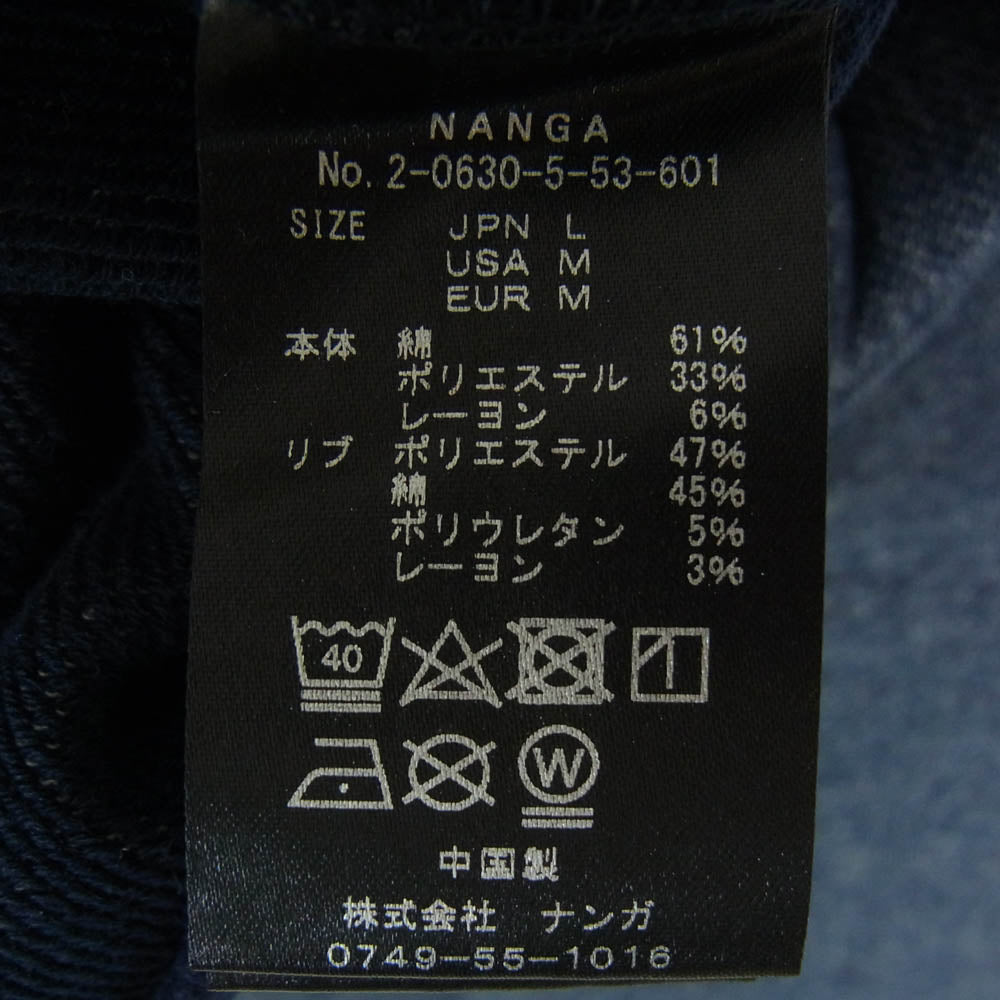 NANGA
No. 2-0630-5-53-601
SIZE JPN L
USA M
EUR M
本体 綿 61%
ポリエステル 33%
レーヨン 6%
リブ ポリエステル 47%
綿 45%
ポリウレタン 5%
レーヨン 3%
40
W
中国製
株式会社 ナンガ
0749-55-1016